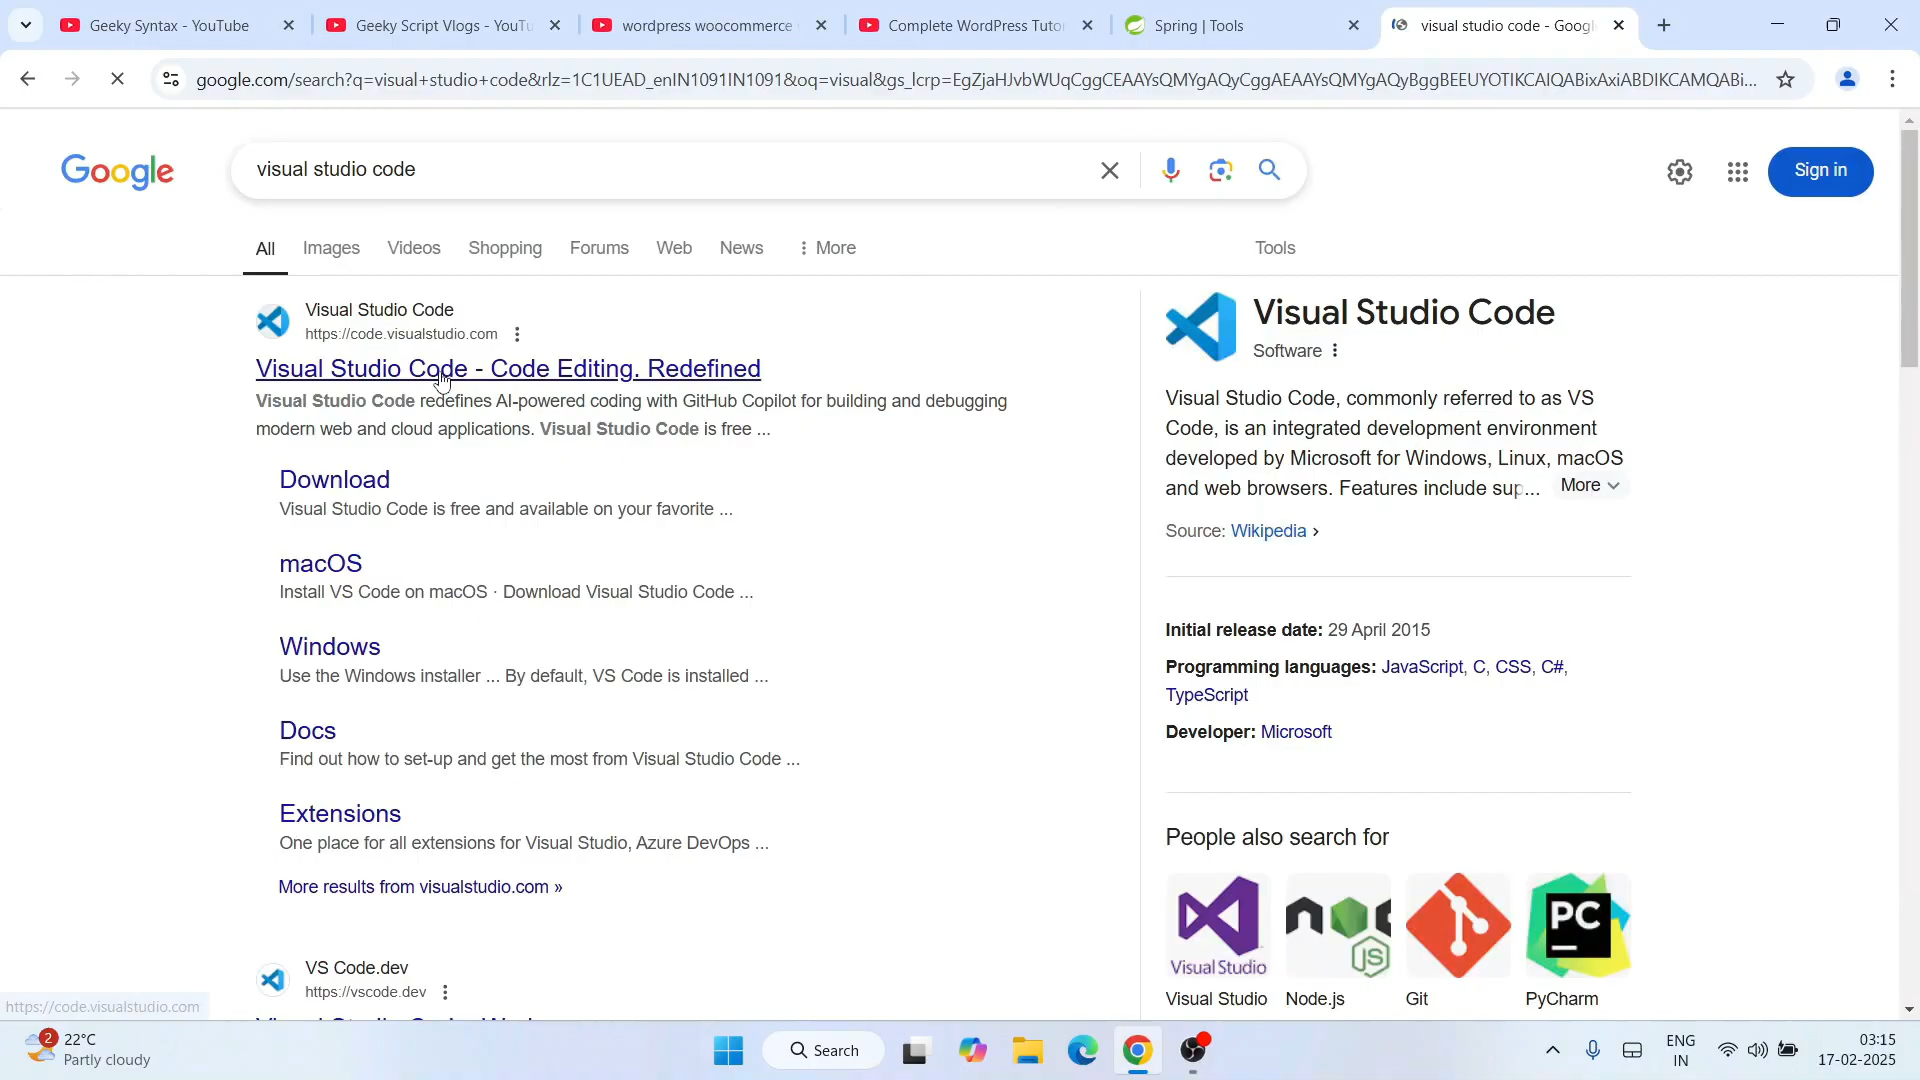 Geeky Syntax - YouTube
Geeky Script Vlogs - YouTu
wordpress woocommerce
Complete WordPress Tutor
Spring | Tools
visual studio code - Googl
google.com/search?q=visual+studio+code&rlz=1C1UEAD_enIN1091IN1091&oq=visual&gs_lcrp=EgZjaHJvbWUqCggCEAAYsQMYgAQyCggAEAAYsQMYgAQyBggBEEUYOTIKCAIQABixAxiABDIKCAMQABi...
Google
visual studio code
Sign in
All
Images
Videos
Shopping
Forums
Web
News
More
Tools
Visual Studio Code
https://code.visualstudio.com
Visual Studio Code - Code Editing. Redefined
Visual Studio Code redefines AI-powered coding with GitHub Copilot for building and debugging
modern web and cloud applications. Visual Studio Code is free ...
Download
Visual Studio Code is free and available on your favorite ...
macOS
Install VS Code on macOS · Download Visual Studio Code ...
Windows
Use the Windows installer ... By default, VS Code is installed ...
Docs
Find out how to set-up and get the most from Visual Studio Code ...
Extensions
One place for all extensions for Visual Studio, Azure DevOps ...
More results from visualstudio.com »
VS Code.dev
https://vscode.dev
Visual Studio Code
Software
Visual Studio Code, commonly referred to as VS
Code, is an integrated development environment
developed by Microsoft for Windows, Linux, macOS
and web browsers. Features include sup... More
Source: Wikipedia ›
Initial release date: 29 April 2015
Programming languages: JavaScript, C, CSS, C#,
TypeScript
Developer: Microsoft
People also search for
Visual Studio
JS
PC
Visual Studio
Node.js
Git
PyCharm
https://code.visualstudio.com
2
22°C
Partly cloudy
Search
ENG
IN
03:15
17-02-2025